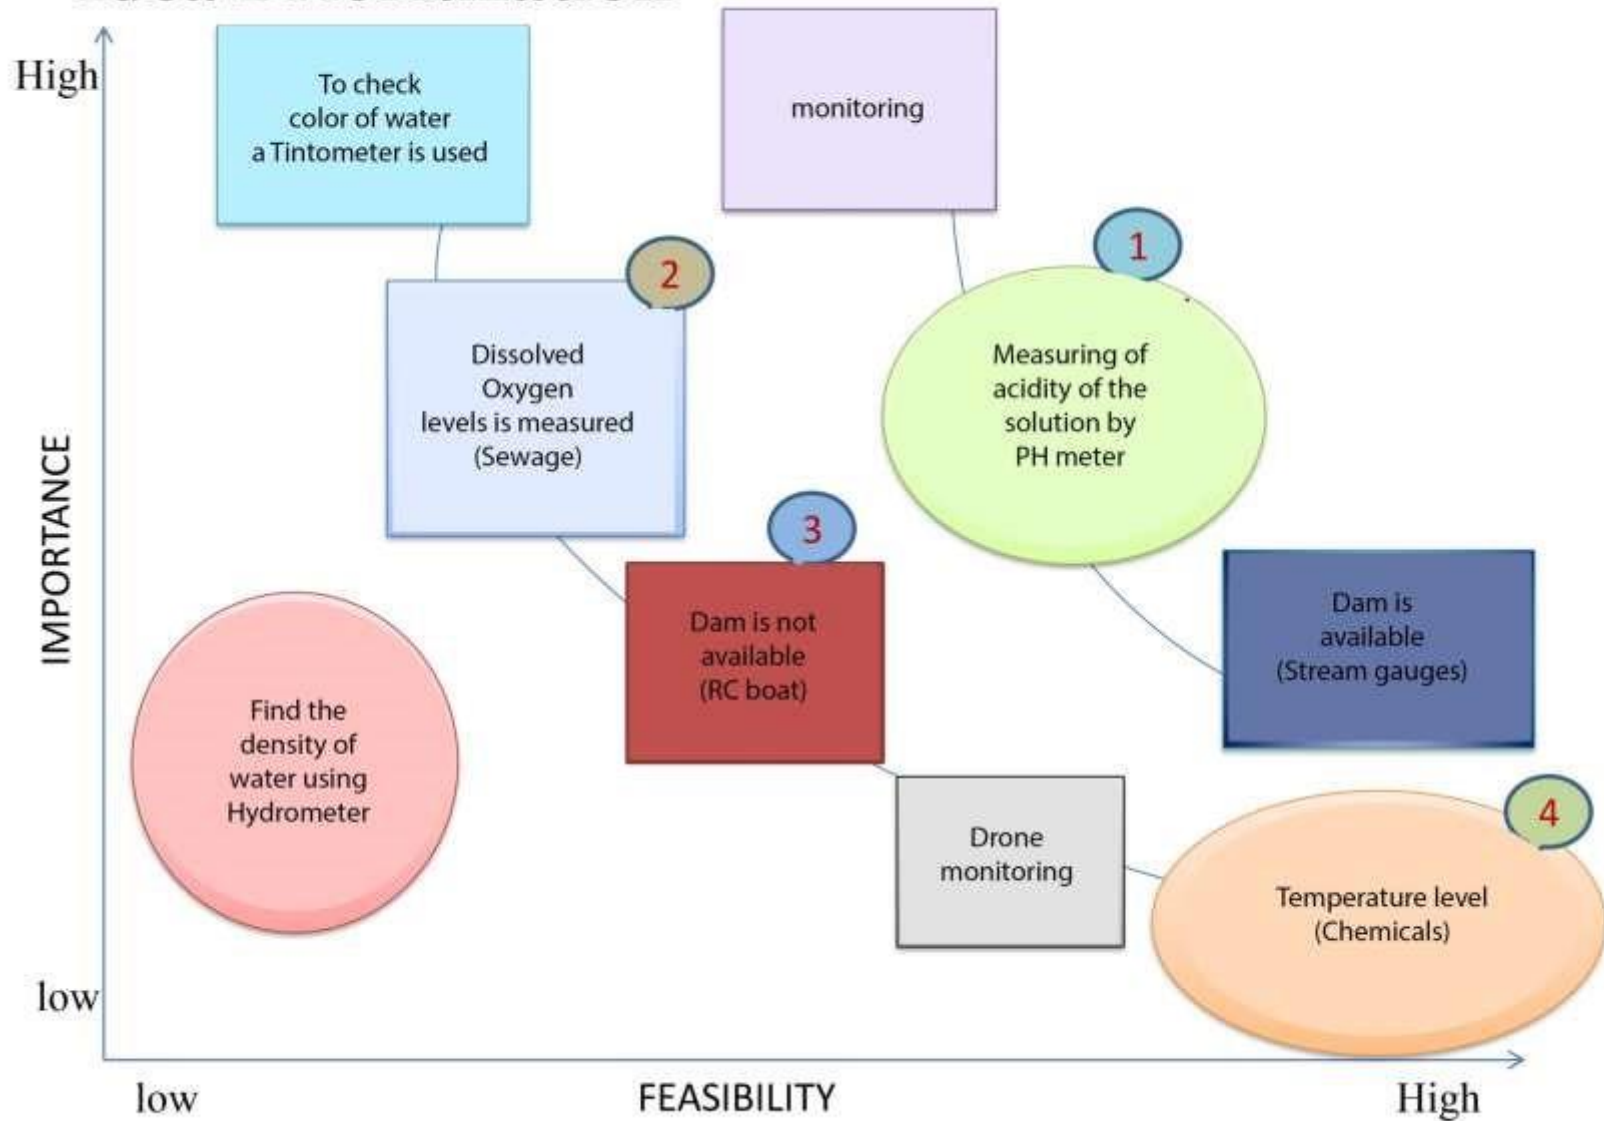 High
To check
color of water
a Tintometer is used
monitoring
1
2
Dissolved
Oxygen
levels is measured
(Sewage)
Measuring of
acidity of the
solution by
PH meter
3
Dam is not
available
(RC boat)
Dam is
available
(Stream gauges)
IMPORTANCE
Find the
density of
water using
Hydrometer
Drone
monitoring
4
Temperature level
(Chemicals)
low
low
FEASIBILITY
High